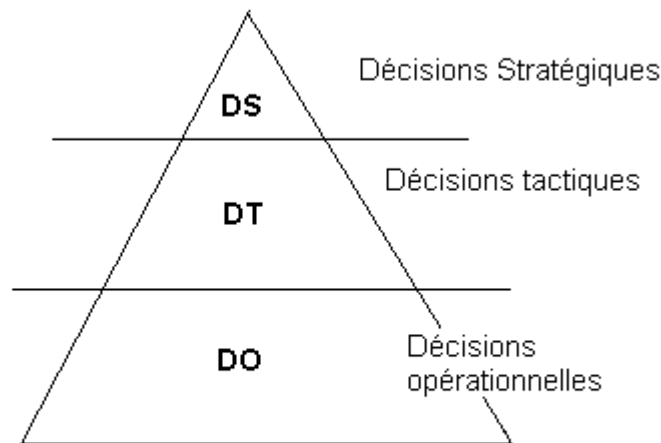 Décisions Stratégiques
DS
Décisions tactiques
DT
DO
Décisions
opérationnelles